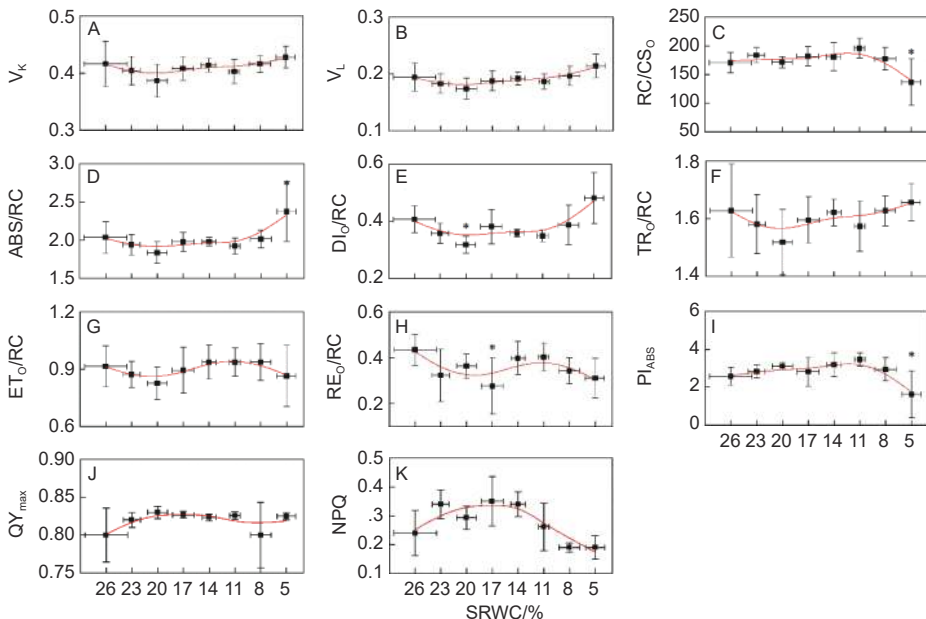 A
V_K
0.5
0.4
0.3
B
V_L
0.3
0.2
0.1
C
RC/CS_O
250
200
150
100
50
*
D
ABS/RC
3.0
2.5
2.0
1.5
*
E
DI_O/RC
0.6
0.4
0.2
*
F
TR_O/RC
1.8
1.6
1.4
G
ET_O/RC
1.2
0.9
0.6
H
RE_O/RC
0.6
0.4
0.2
0.1
*
I
PI_ABS
6
4
2
0
*
26 23 20 17 14 11 8 5
J
QY_max
0.90
0.85
0.80
0.75
26 23 20 17 14 11 8 5
K
NPQ
0.5
0.4
.3
0.2
0.1
26 23 20 17 14 11 8 5
SRWC/%